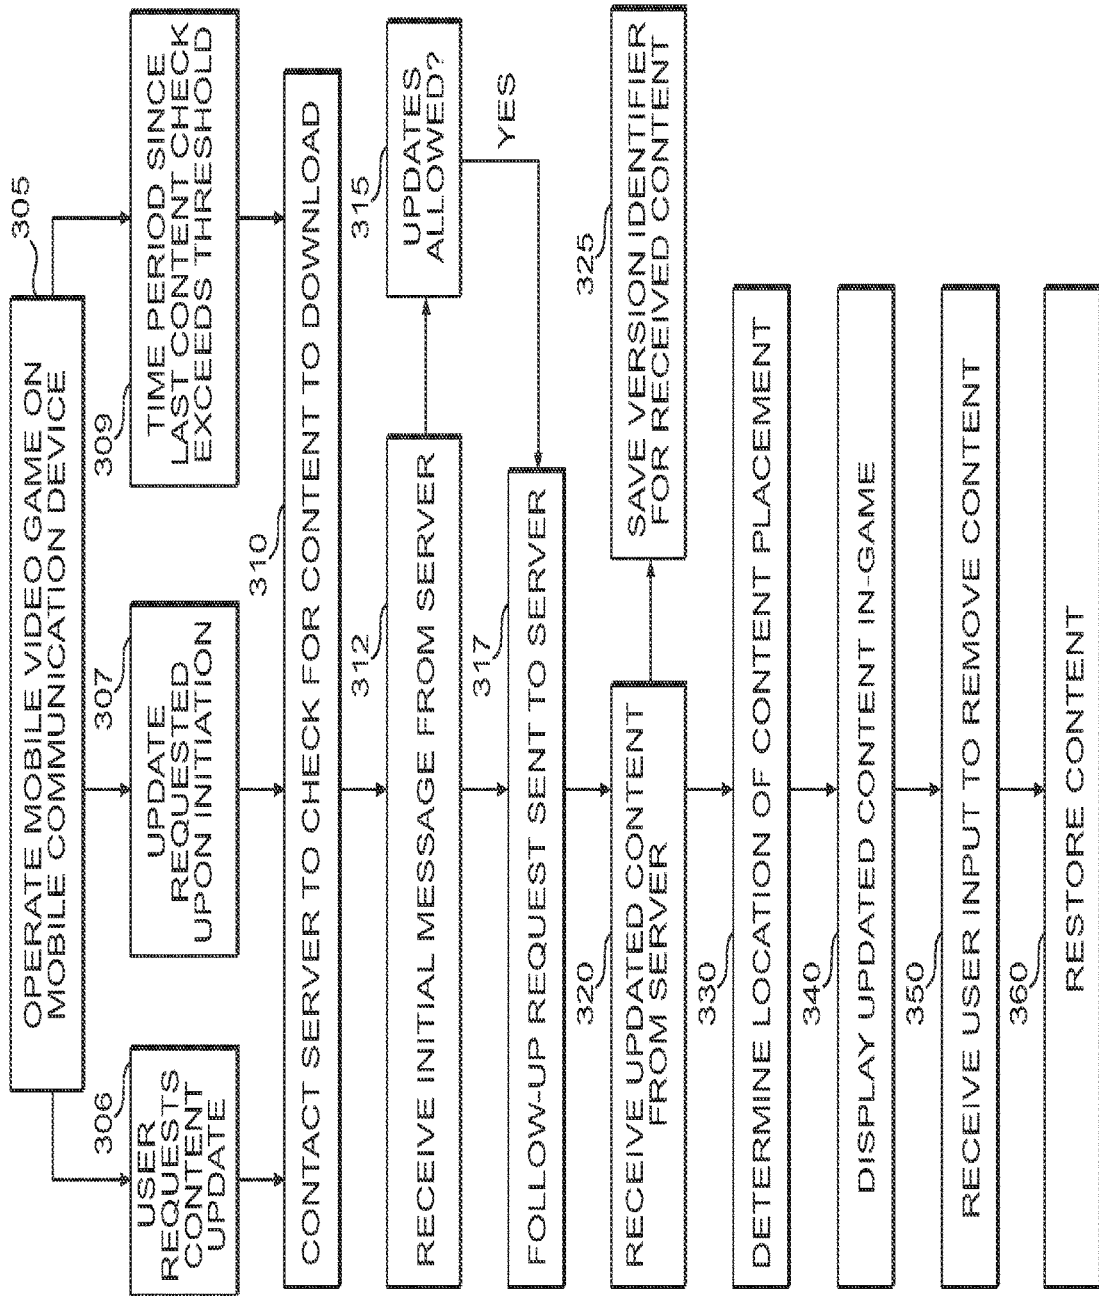 305
OPERATE MOBILE VIDEO GAME ON
MOBILE COMMUNICATION DEVICE
306
USER
REQUESTS
CONTENT
UPDATE
307
UPDATE
REQUESTED
UPON INITIATION
309
TIME PERIOD SINCE
LAST CONTENT CHECK
EXCEEDS THRESHOLD
310
CONTACT SERVER TO CHECK FOR CONTENT TO DOWNLOAD
312
RECEIVE INITIAL MESSAGE FROM SERVER
315
UPDATES
ALLOWED?
YES
317
FOLLOW-UP REQUEST SENT TO SERVER
320
RECEIVE UPDATED CONTENT
FROM SERVER
325
SAVE VERSION IDENTIFIER
FOR RECEIVED CONTENT
330
DETERMINE LOCATION OF CONTENT PLACEMENT
340
DISPLAY UPDATED CONTENT IN-GAME
350
RECEIVE USER INPUT TO REMOVE CONTENT
360
RESTORE CONTENT